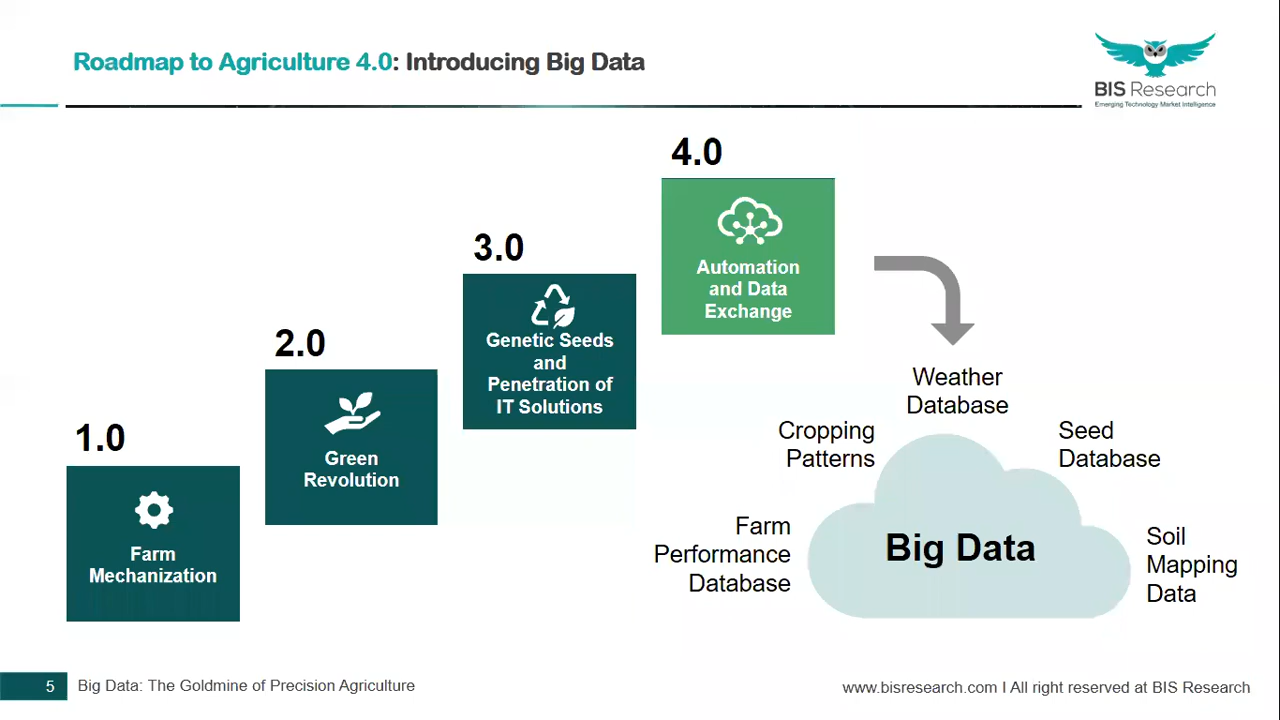 Roadmap to Agriculture 4.0: Introducing Big Data
BIS Research
Emerging Technology Market Intelligence
1.0
Farm
Mechanization
2.0
Green
Revolution
3.0
Genetic Seeds
and
Penetration of
IT Solutions
4.0
Automation
and Data
Exchange
Weather
Database
Cropping
Patterns
Seed
Database
Farm
Performance
Database
Big Data
Soil
Mapping
Data
5
Big Data: The Goldmine of Precision Agriculture
www.bisresearch.com I All right reserved at BIS Research